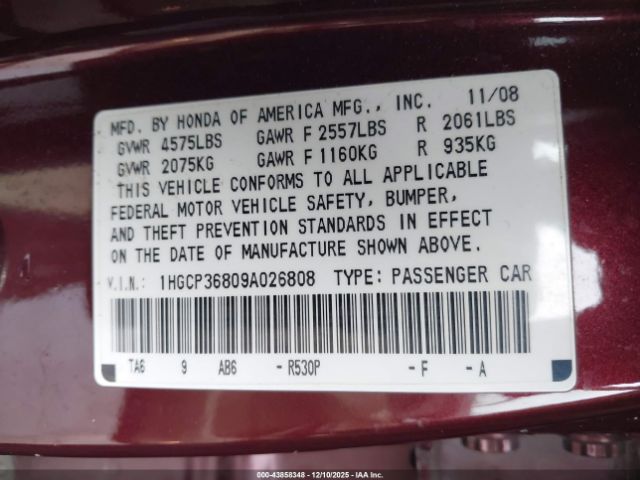 MFD. BY HONDA OF AMERICA MFG., INC. 11/08
GVWR 4575LBS GAWR F 2557LBS R 2061LBS
GVWR 2075KG GAWR F 1160KG R 935KG
THIS VEHICLE CONFORMS TO ALL APPLICABLE
FEDERAL MOTOR VEHICLE SAFETY, BUMPER,
AND THEFT PREVENTION STANDARDS IN EFFECT
ON THE DATE OF MANUFACTURE SHOWN ABOVE.
V.I.N.: 1HGCP36809A026808 TYPE: PASSENGER CAR
TA6 9 AB6 -R530P -F -A
000-43858348 - 12/10/2025 - IAA Inc.